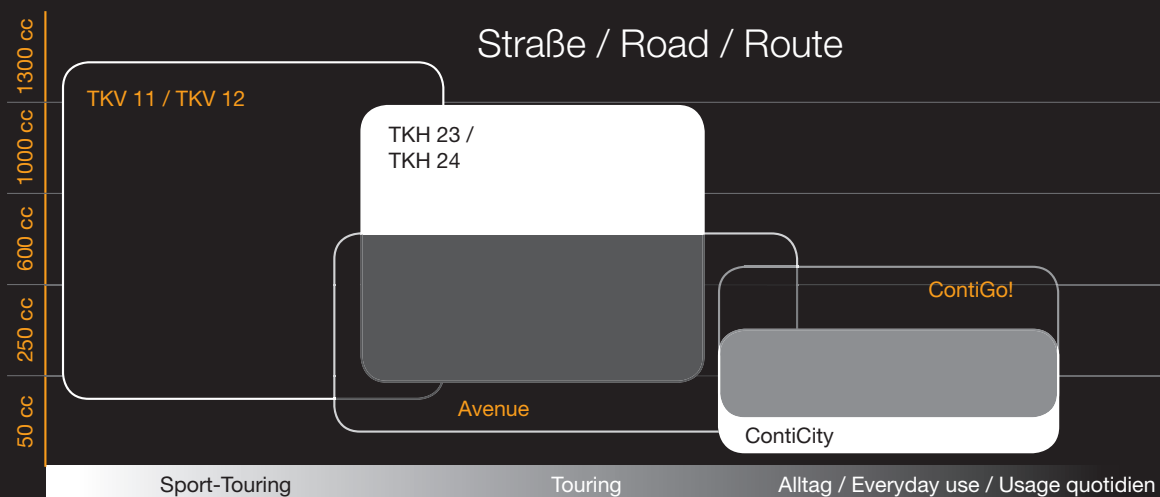 Straße / Road / Route
1300 cc
1000 cc
600 cc
250 cc
50 cc
TKV 11 / TKV 12
TKH 23 /
TKH 24
ContiGo!
Avenue
ContiCity
Sport-Touring
Touring
Alltag / Everyday use / Usage quotidien